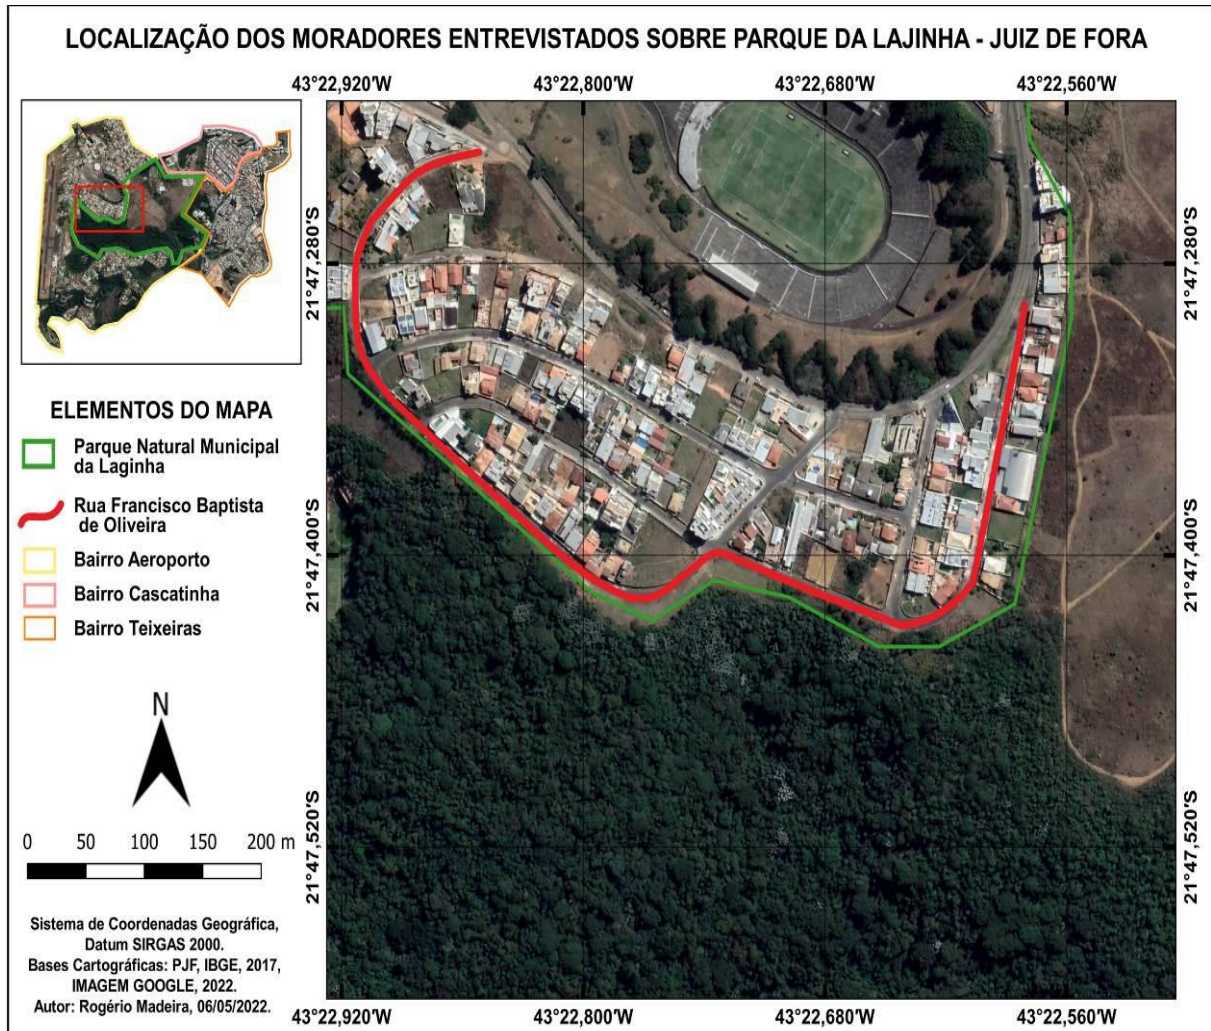 LOCALIZAÇÃO DOS MORADORES ENTREVISTADOS SOBRE PARQUE DA LAJINHA - JUIZ DE FORA
43°22,920'W 43°22,800'W 43°22,680'W 43°22,560'W
21°47,280'S 21°47,280'S
ELEMENTOS DO MAPA
Parque Natural Municipal
da Laginha
Rua Francisco Baptista
de Oliveira
Bairro Aeroporto
Bairro Cascatinha
Bairro Teixeiras
21°47,400'S 21°47,400'S
N
0 50 100 150 200 m
21°47,520'S 21°47,520'S
Sistema de Coordenadas Geográfica,
Datum SIRGAS 2000.
Bases Cartográficas: PJF, IBGE, 2017,
IMAGEM GOOGLE, 2022.
Autor: Rogério Madeira, 06/05/2022.
43°22,920'W 43°22,800'W 43°22,680'W 43°22,560'W